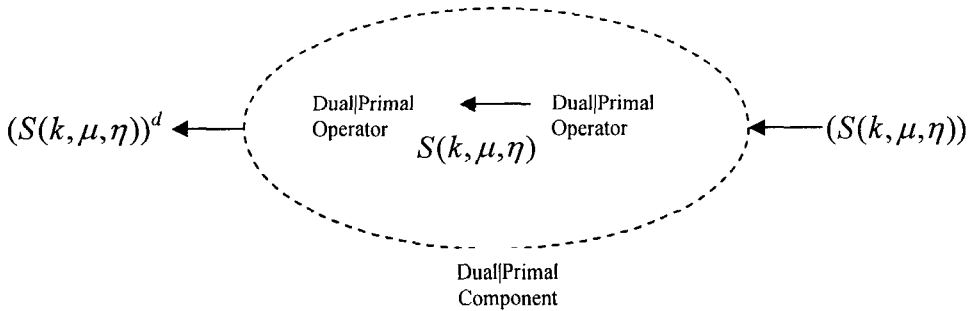 Dual|Primal Operator
Dual|Primal Operator
(S(k, μ, η))^d
S(k, μ, η)
(S(k, μ, η))
Dual|Primal
Component